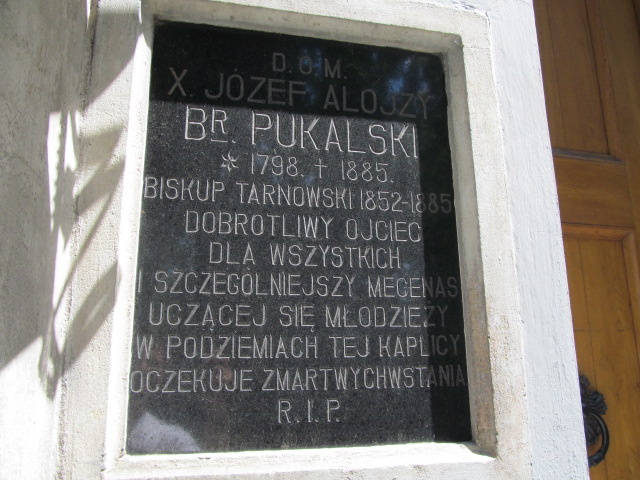 D.O.M.
X. JÓZEF ALOJZY
BR. PUKALSKI
* 1798. † 1885.
BISKUP TARNOWSKI 1852-1885
DOBROTLIWY OJCIEC
DLA WSZYSTKICH
I SZCZEGÓLNIEJSZY MECENAS
UCZĄCEJ SIĘ MŁODZIEŻY
W PODZIEMIACH TEJ KAPLICY
OCZEKUJE ZMARTWYCHWSTANIA
R.I.P.